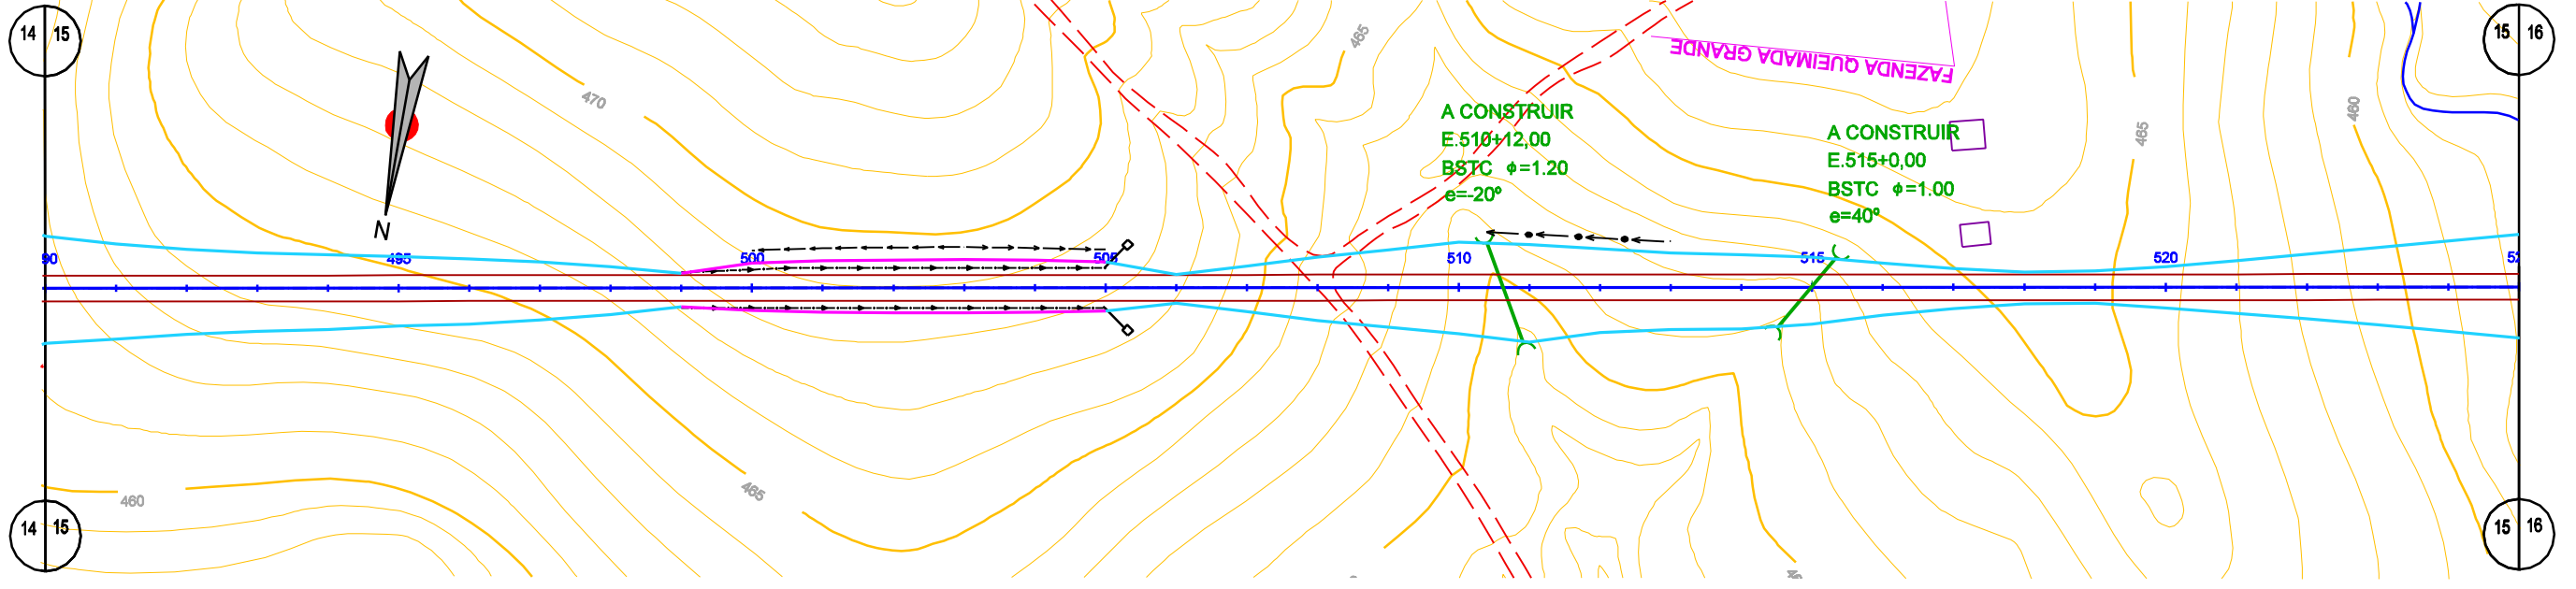 14 15
15 16
465
FAZENDA QUEIMADA GRANDE
470
460
A CONSTRUIR
E.510+12,00
BSTC ϕ=1.20
e=-20º
A CONSTRUIR
E.515+0,00
BSTC ϕ=1.00
e=40º
465
N
90
495
500
505
510
515
520
460
465
14 15
15 16